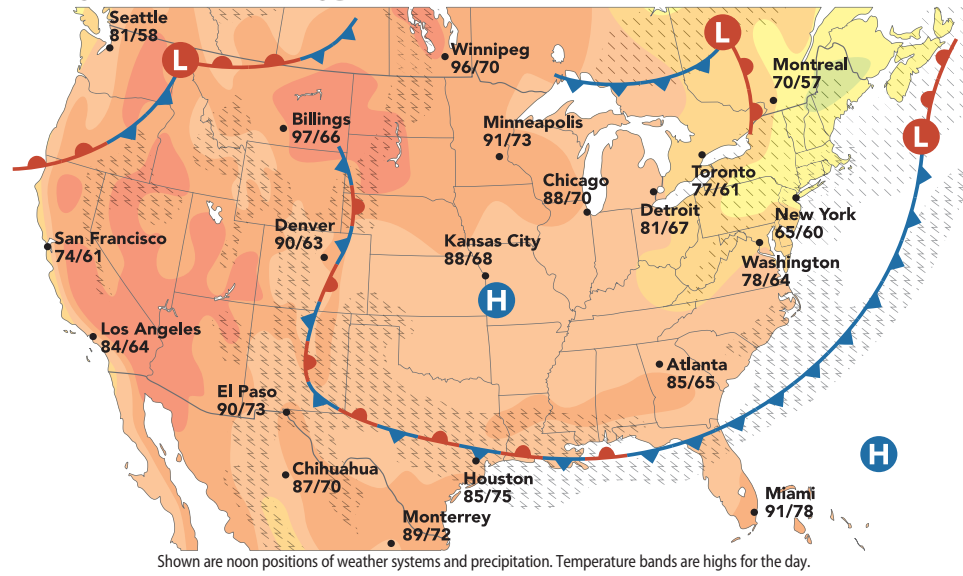 Seattle
81/58
L
Winnipeg
96/70
L
Montreal
70/57
Billings
97/66
Minneapolis
91/73
L
Toronto
77/61
Chicago
88/70
Detroit
81/67
New York
65/60
San Francisco
74/61
Denver
90/63
Kansas City
88/68
Washington
78/64
H
Los Angeles
84/64
Atlanta
85/65
El Paso
90/73
H
Chihuahua
87/70
Houston
85/75
Miami
91/78
Monterrey
89/72
Shown are noon positions of weather systems and precipitation. Temperature bands are highs for the day.